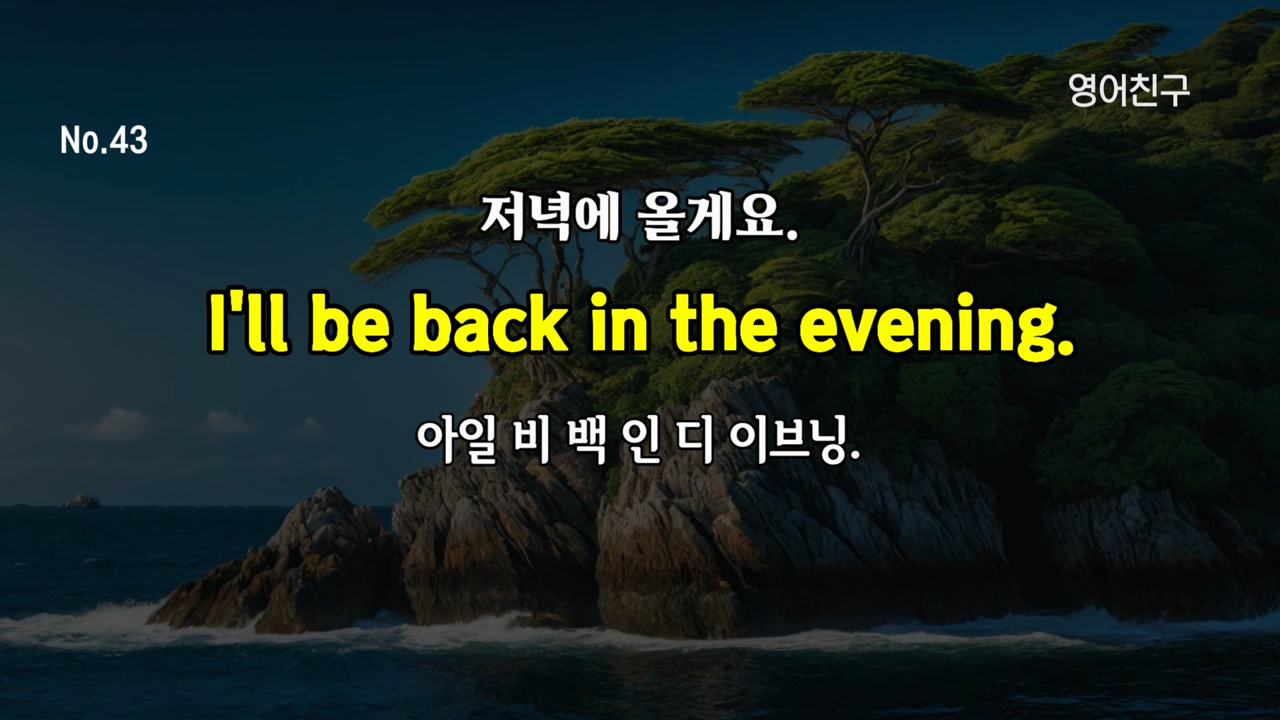 영어친구
No.43
저녁에 올게요.
I'll be back in the evening.
아일 비 백 인 디 이브닝.